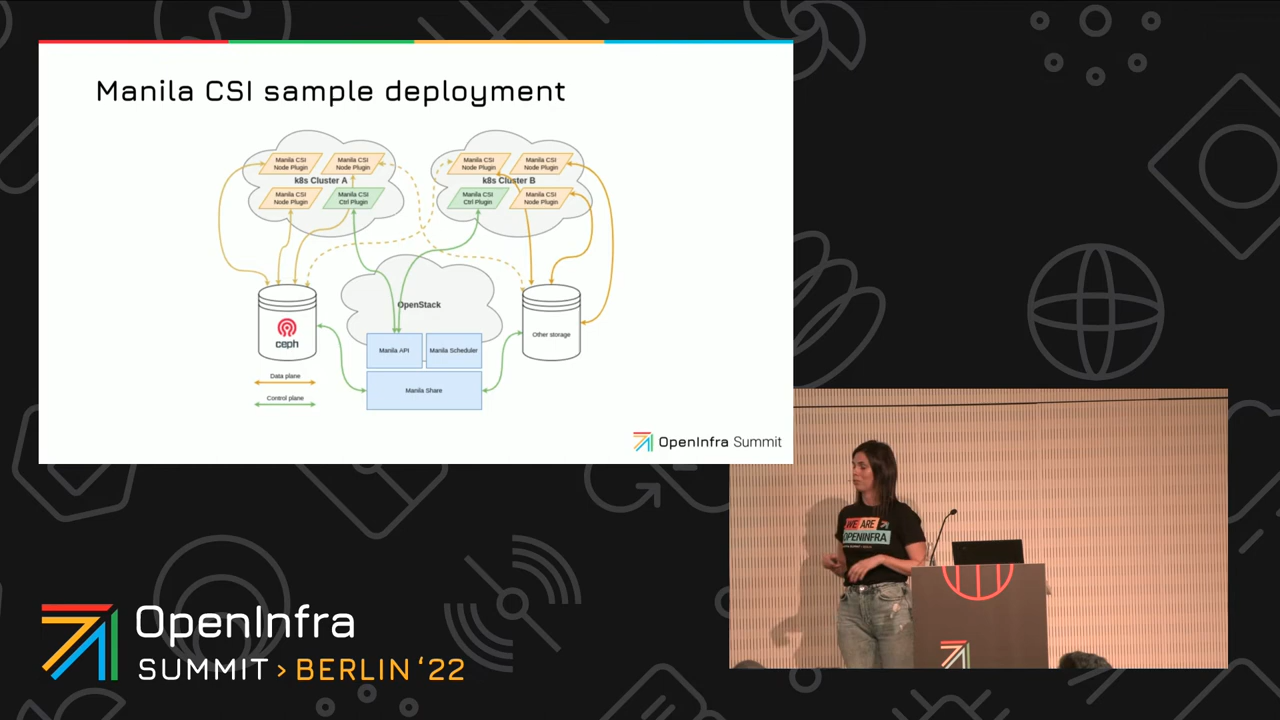 Manila CSI sample deployment
Manila CSI
Node Plugin
Manila CSI
Node Plugin
k8s Cluster A
Manila CSI
Node Plugin
Manila CSI
Ctrl Plugin
Manila CSI
Node Plugin
Manila CSI
Node Plugin
k8s Cluster B
Manila CSI
Ctrl Plugin
Manila CSI
Node Plugin
OpenStack
ceph
Other storage
Manila API
Manila Scheduler
Manila Share
Data plane
Control plane
OpenInfra Summit
WE ARE
OPENINFRA
OpenInfra
SUMMIT > BERLIN ‘22